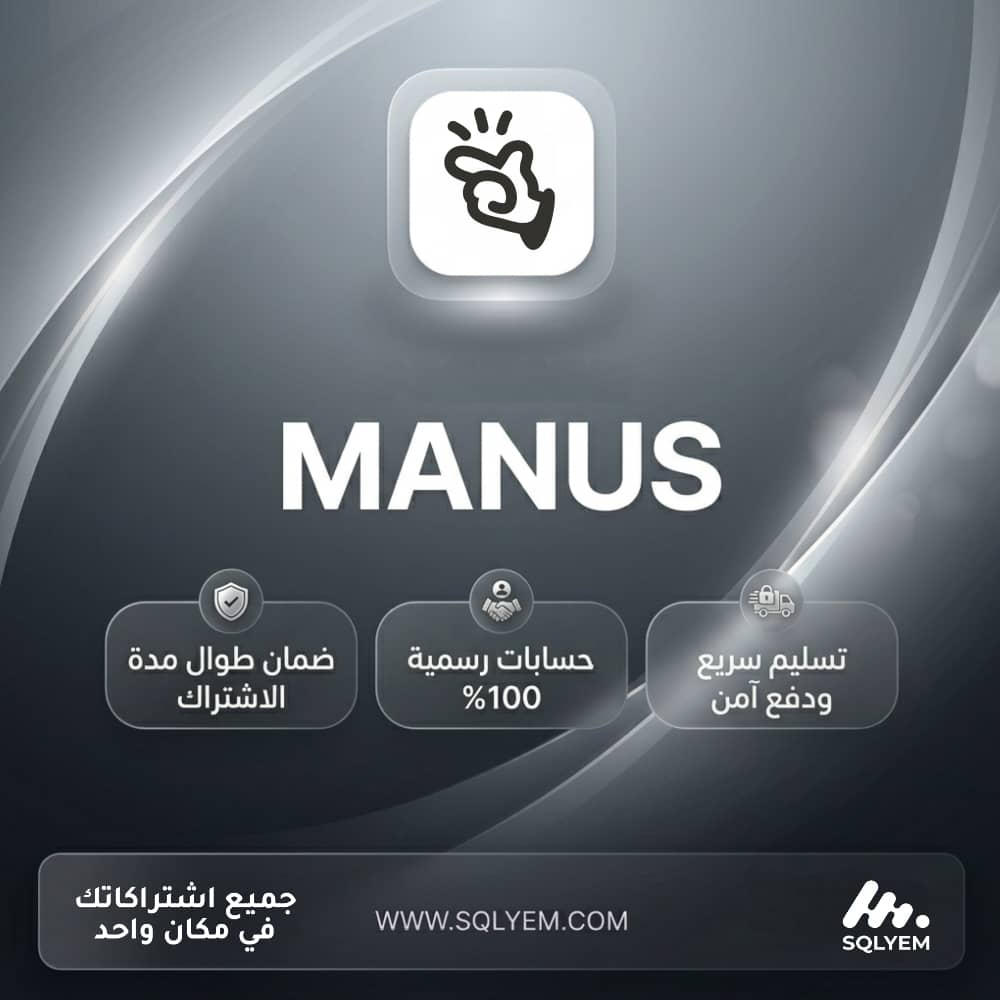 MANUS
تسليم سريع
ودفع آمن
حسابات رسمية
100%
ضمان طوال مدة
الاشتراك
جميع اشتراكاتك
في مكان واحد
WWW.SQLYEM.COM
SQLYEM